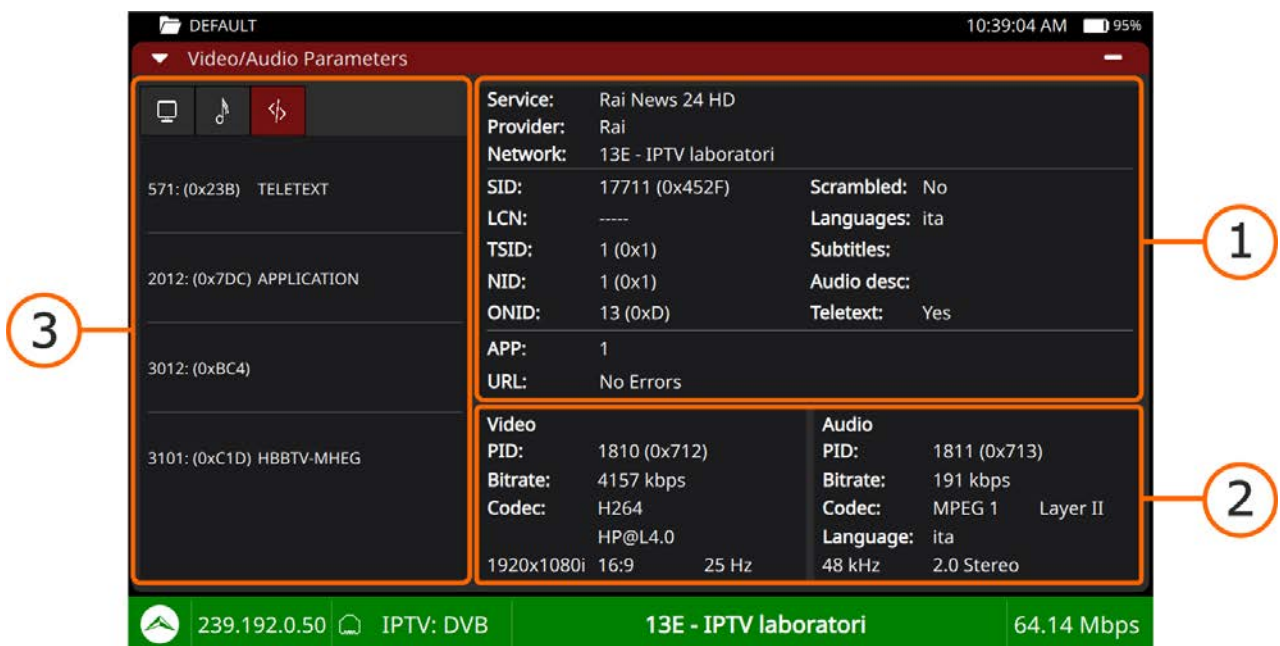 DEFAULT 10:39:04 AM 95%
Video/Audio Parameters
571: (0x23B) TELETEXT
2012: (0x7DC) APPLICATION
3012: (0xBC4)
3101: (0xC1D) HBBTV-MHEG
3
Service: Rai News 24 HD
Provider: Rai
Network: 13E - IPTV laboratori
SID: 17711 (0x452F) Scrambled: No
LCN: ----- Languages: ita
TSID: 1 (0x1) Subtitles:
NID: 1 (0x1) Audio desc:
ONID: 13 (0xD) Teletext: Yes
APP: 1
URL: No Errors
1
Video Audio
PID: 1810 (0x712) PID: 1811 (0x713)
Bitrate: 4157 kbps Bitrate: 191 kbps
Codec: H264 Codec: MPEG 1 Layer II
HP@L4.0 Language: ita
1920x1080i 16:9 25 Hz 48 kHz 2.0 Stereo
2
239.192.0.50 IPTV: DVB 13E - IPTV laboratori 64.14 Mbps